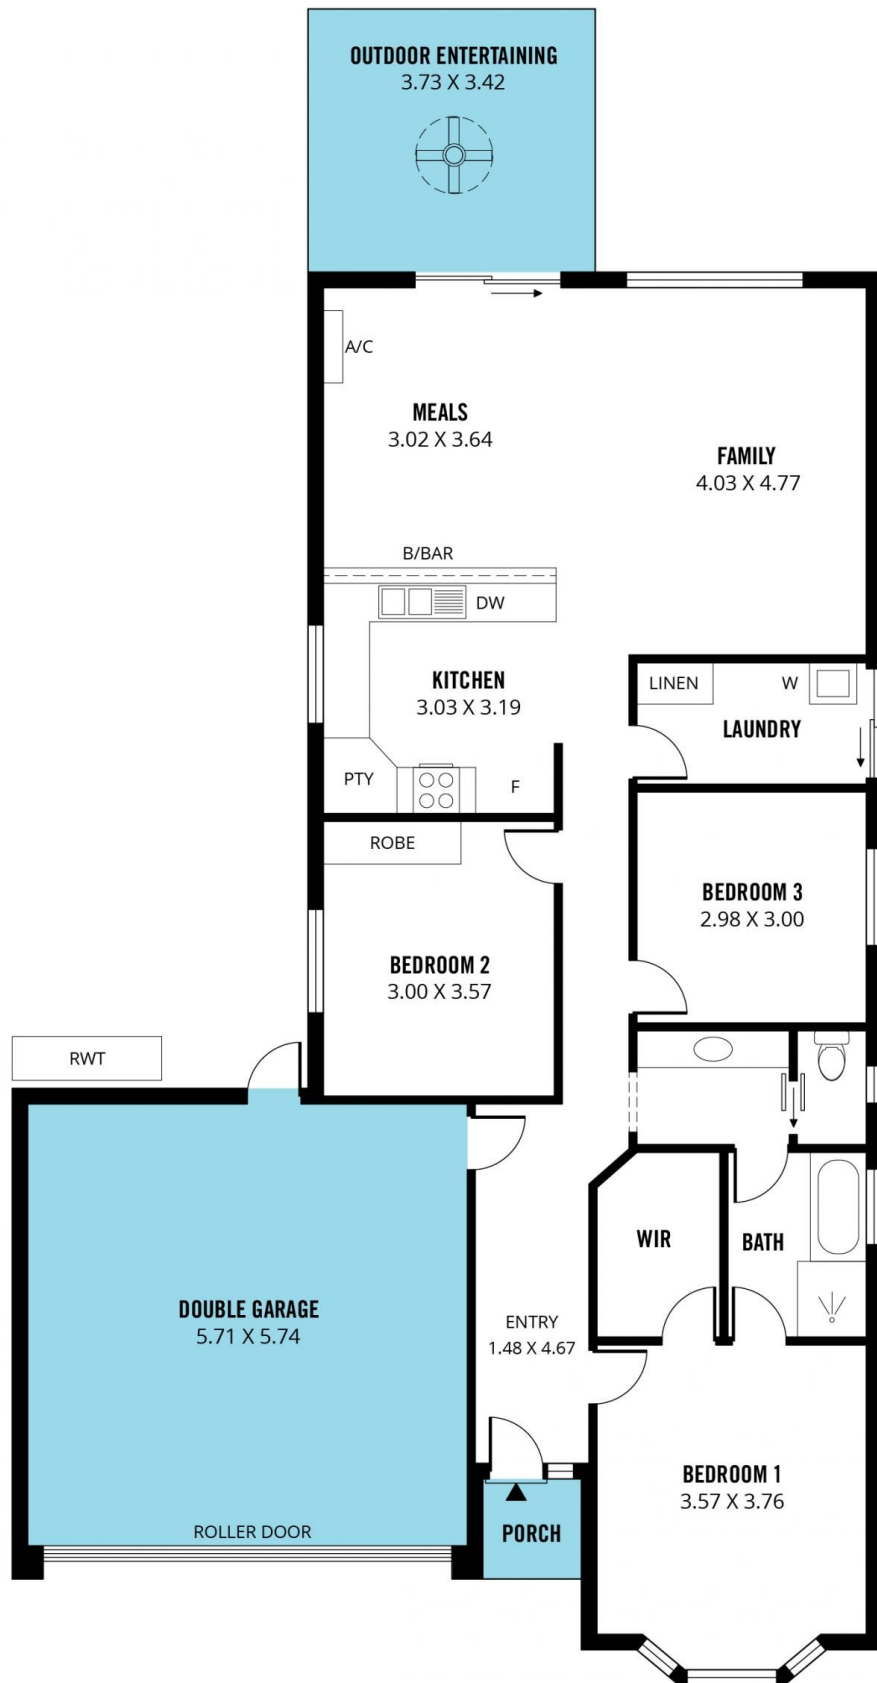 OUTDOOR ENTERTAINING
3.73 X 3.42
A/C
MEALS
3.02 X 3.64
FAMILY
4.03 X 4.77
B/BAR
DW
KITCHEN
3.03 X 3.19
LINEN
W
LAUNDRY
PTY
F
ROBE
BEDROOM 3
2.98 X 3.00
BEDROOM 2
3.00 X 3.57
RWT
WIR
BATH
DOUBLE GARAGE
5.71 X 5.74
ENTRY
1.48 X 4.67
BEDROOM 1
3.57 X 3.76
ROLLER DOOR
PORCH